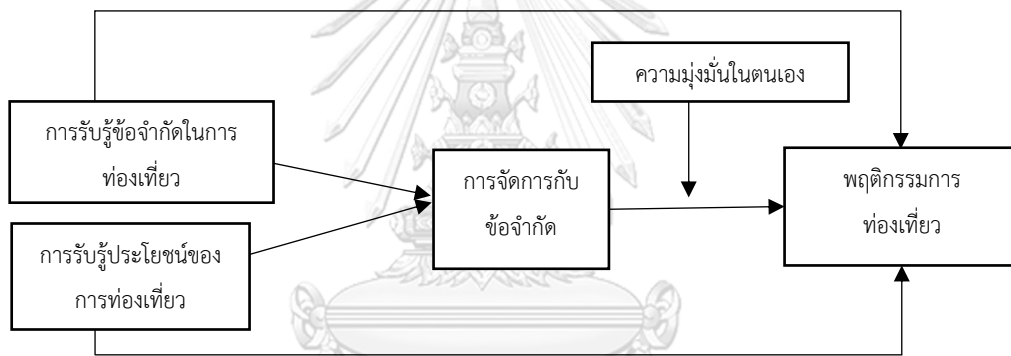 ความมุ่งมั่นในตนเอง
การรับรู้ข้อจำกัดในการ
ท่องเที่ยว
การจัดการกับ
ข้อจำกัด
พฤติกรรมการ
ท่องเที่ยว
การรับรู้ประโยชน์ของ
การท่องเที่ยว